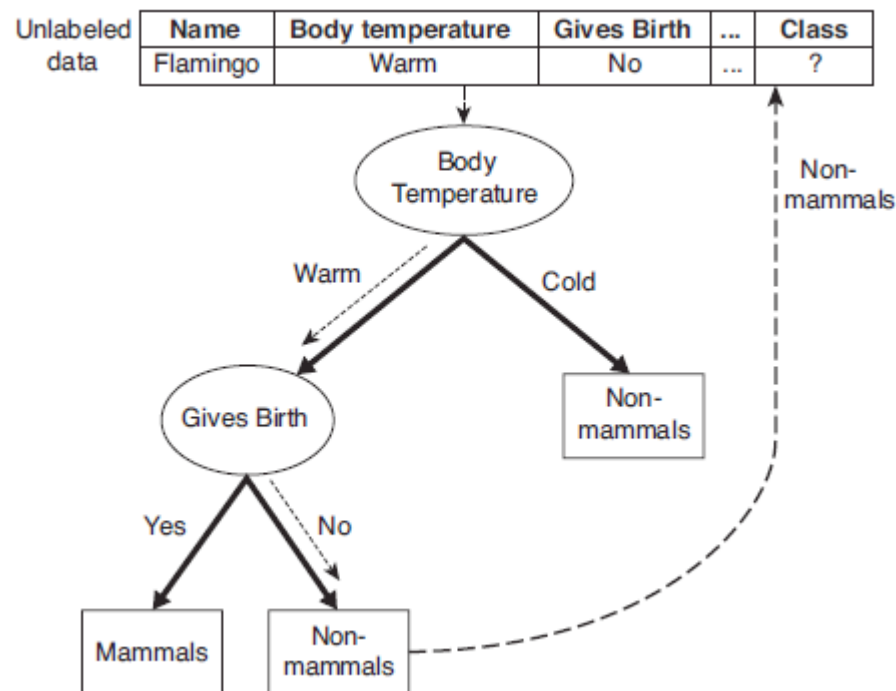 Unlabeled data
Name Body temperature Gives Birth ... Class
Flamingo Warm No ... ?
Body
Temperature
Non-
mammals
Warm
Cold
Gives Birth
Non-
mammals
Yes
No
Mammals
Non-
mammals